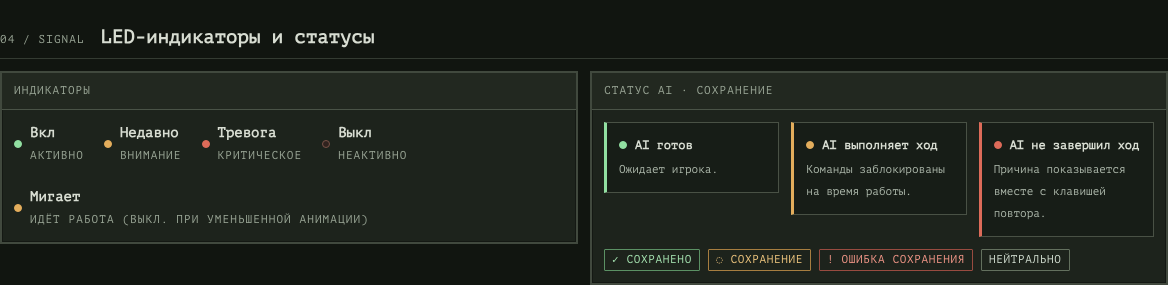 04 / SIGNAL LED-индикаторы и статусы
ИНДИКАТОРЫ
Вкл
АКТИВНО
Недавно
ВНИМАНИЕ
Тревога
КРИТИЧЕСКОЕ
Выкл
НЕАКТИВНО
Мигает
ИДЁТ РАБОТА (ВЫКЛ. ПРИ УМЕНЬШЕННОЙ АНИМАЦИИ)
СТАТУС AI · СОХРАНЕНИЕ
AI готов
Ожидает игрока.
AI выполняет ход
Команды заблокированы
на время работы.
AI не завершил ход
Причина показывается
вместе с клавишей
повтора.
✓ СОХРАНЕНО
◌ СОХРАНЕНИЕ
! ОШИБКА СОХРАНЕНИЯ
НЕЙТРАЛЬНО